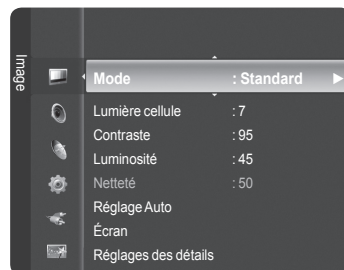 Image
Mode : Standard
Lumière cellule : 7
Contraste : 95
Luminosité : 45
Netteté : 50
Réglage Auto
Écran
Réglages des détails